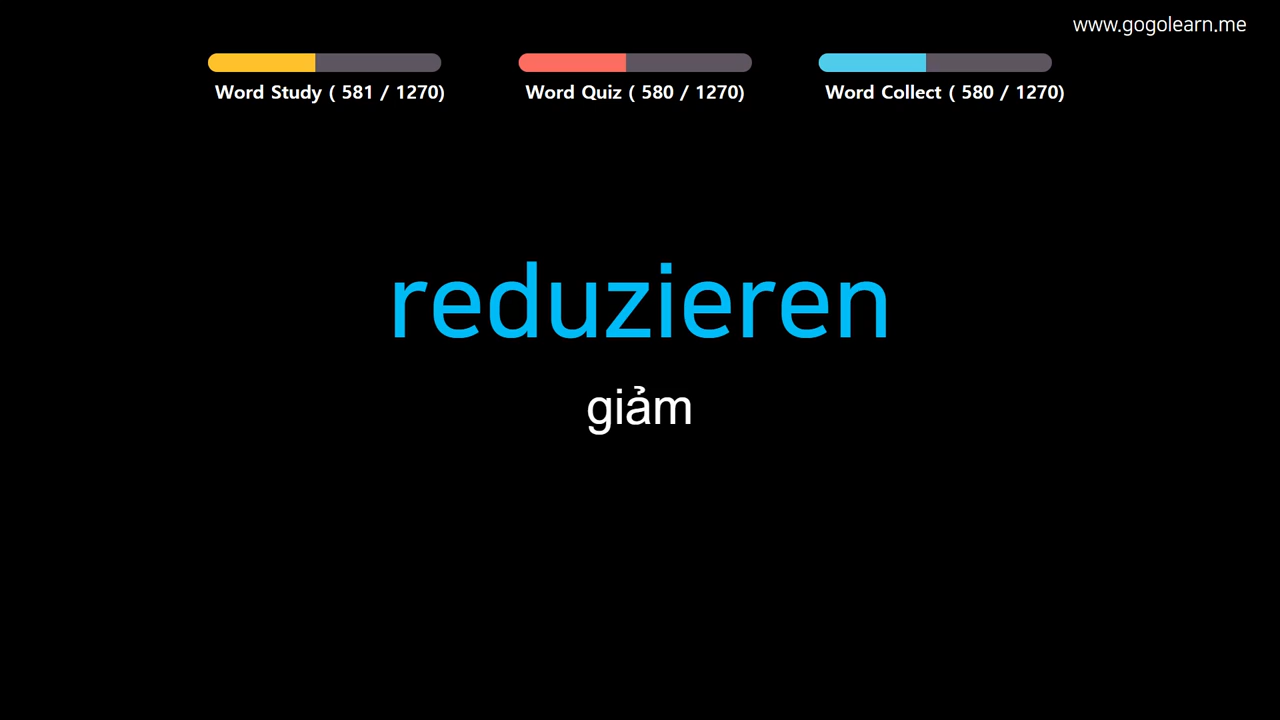 www.gogolearn.me
Word Study ( 581 / 1270)
Word Quiz ( 580 / 1270)
Word Collect ( 580 / 1270)
reduzieren
giảm